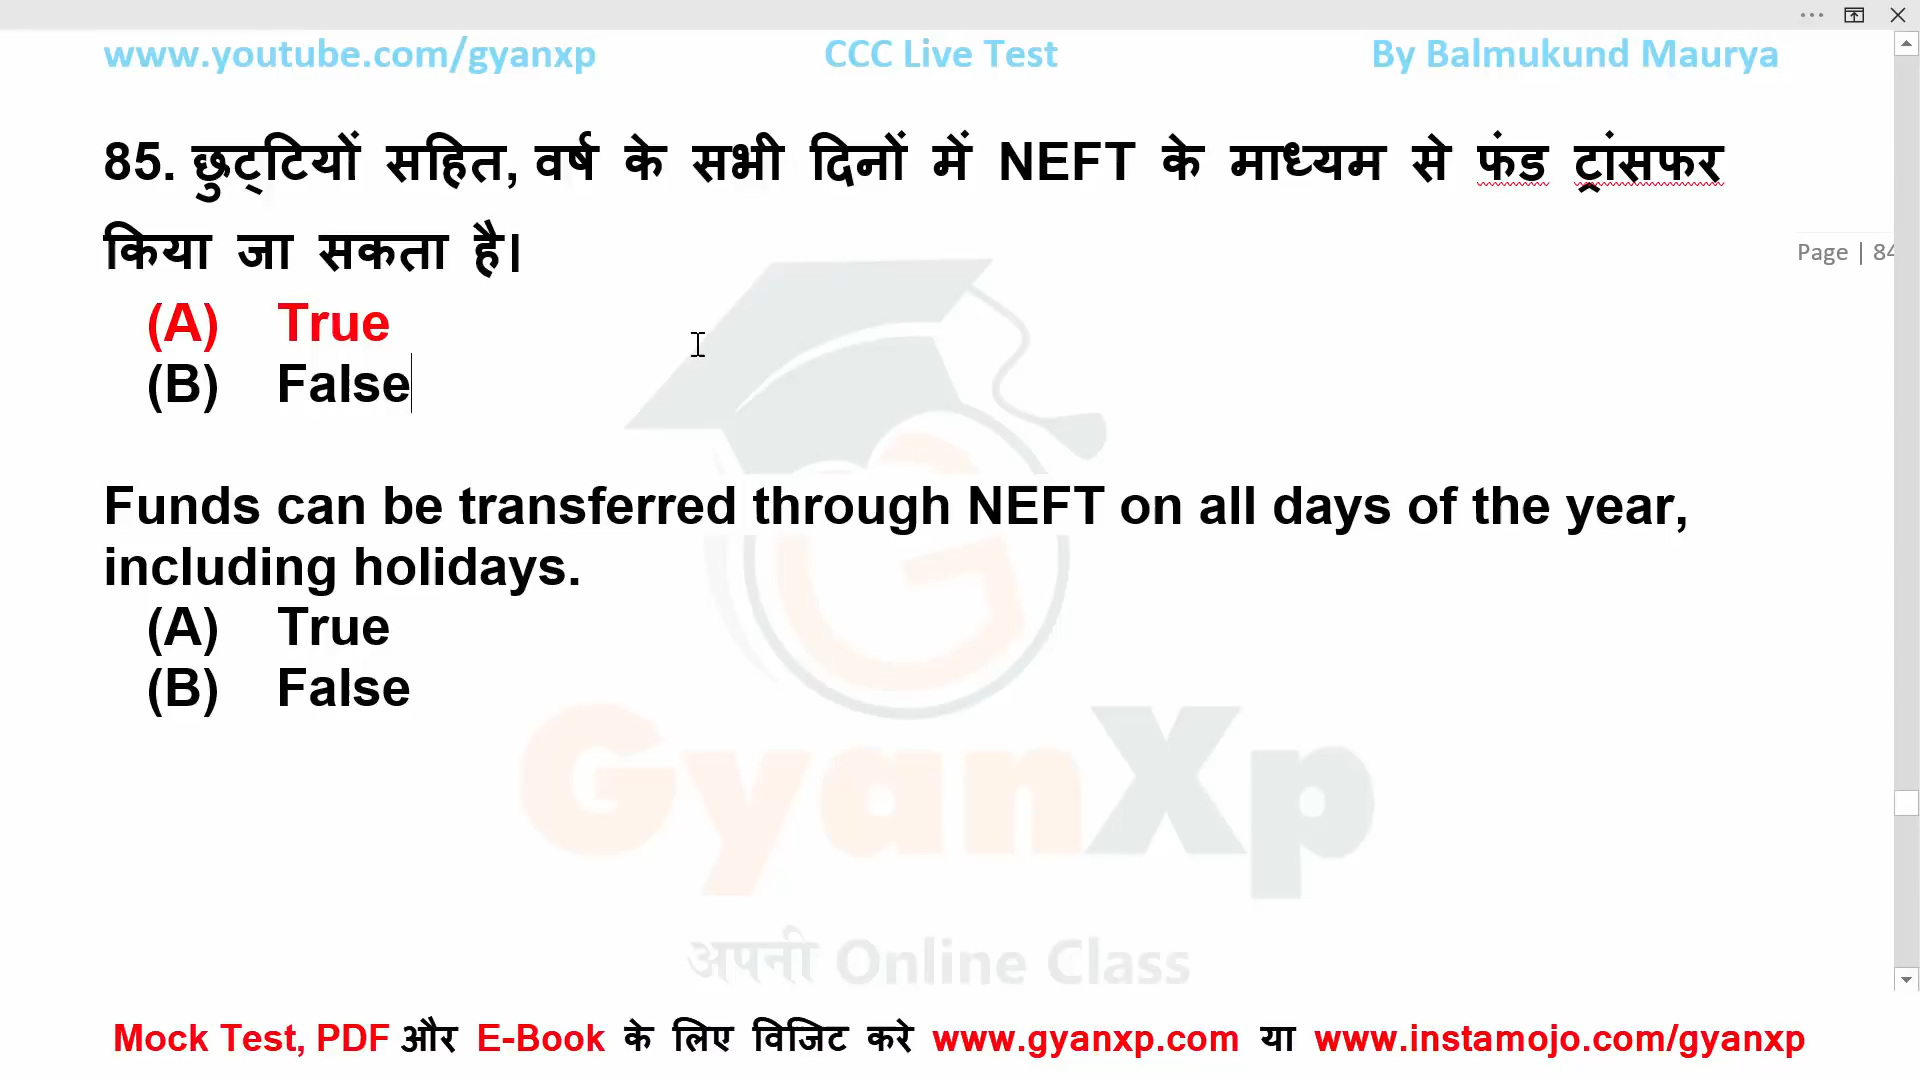 www.youtube.com/gyanxp CCC Live Test By Balmukund Maurya
85. छुट्टियों सहित, वर्ष के सभी दिनों में NEFT के माध्यम से फंड ट्रांसफर
किया जा सकता है।
Page | 84
(A) True
(B) False
Funds can be transferred through NEFT on all days of the year,
including holidays.
(A) True
(B) False
GyanXp
अपनी Online Class
Mock Test, PDF और E-Book के लिए विजिट करे www.gyanxp.com या www.instamojo.com/gyanxp